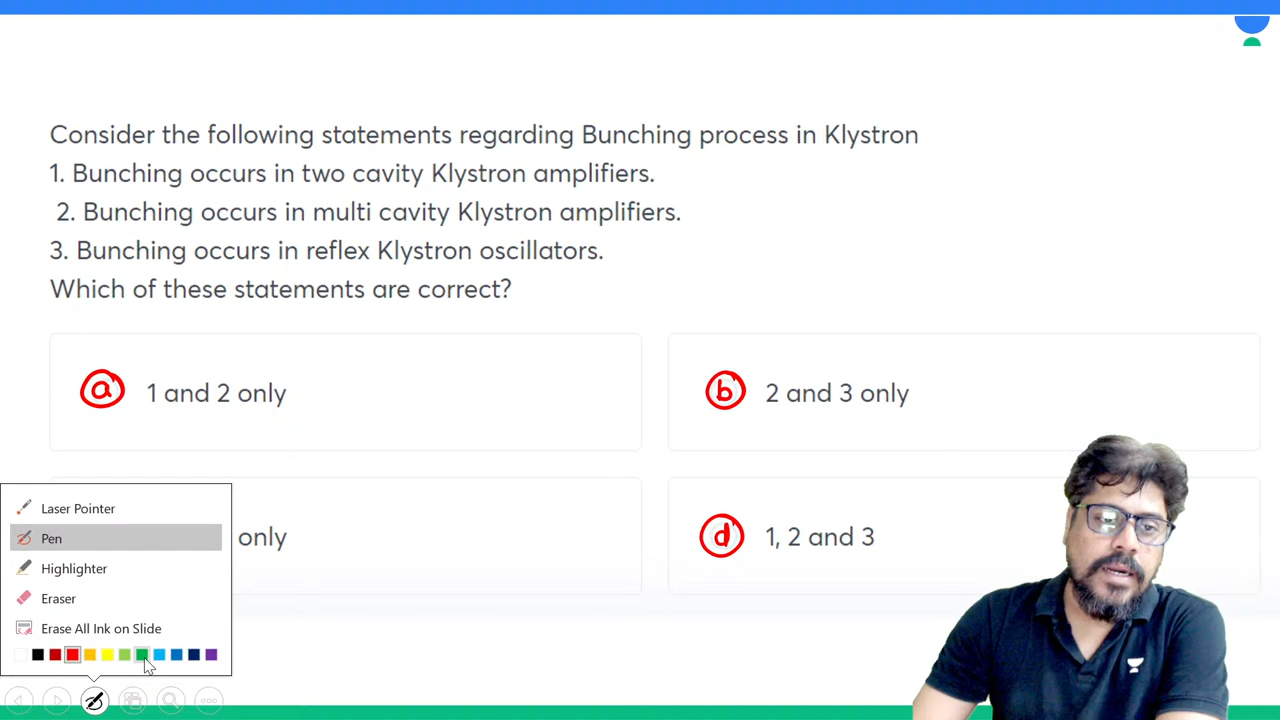 Consider the following statements regarding Bunching process in Klystron
1. Bunching occurs in two cavity Klystron amplifiers.
2. Bunching occurs in multi cavity Klystron amplifiers.
3. Bunching occurs in reflex Klystron oscillators.
Which of these statements are correct?
a 1 and 2 only
b 2 and 3 only
only
d 1, 2 and 3
Laser Pointer
Pen
Highlighter
Eraser
Erase All Ink on Slide